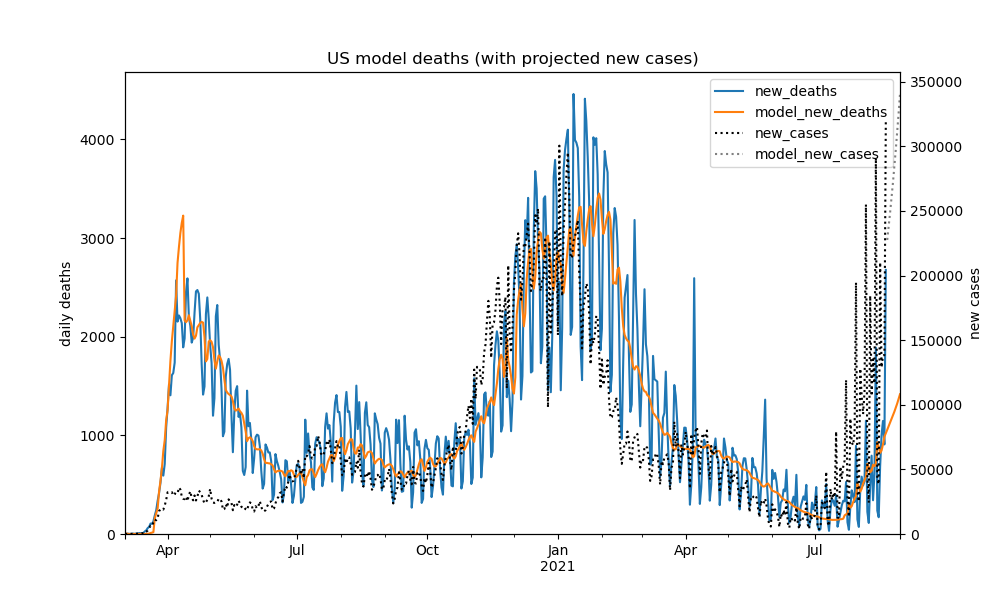 US model deaths (with projected new cases)
new_deaths
model_new_deaths
new_cases
model_new_cases
daily deaths
0
1000
2000
3000
4000
new cases
0
50000
100000
150000
200000
250000
300000
350000
Apr
Jul
Oct
Jan
2021
Apr
Jul